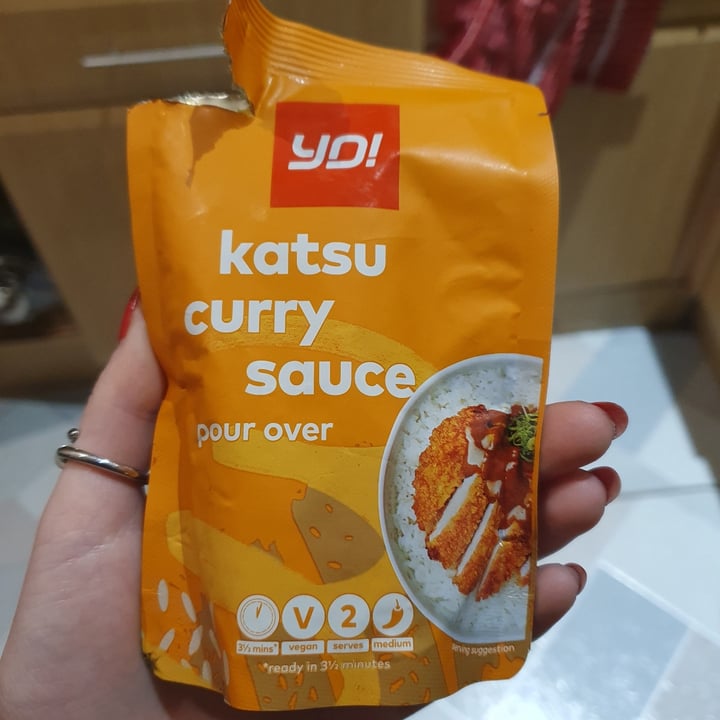 YO!
katsu
curry
sauce
pour over
V 2
3½ mins* vegan serves medium
serving suggestion
*ready in 3½ minutes